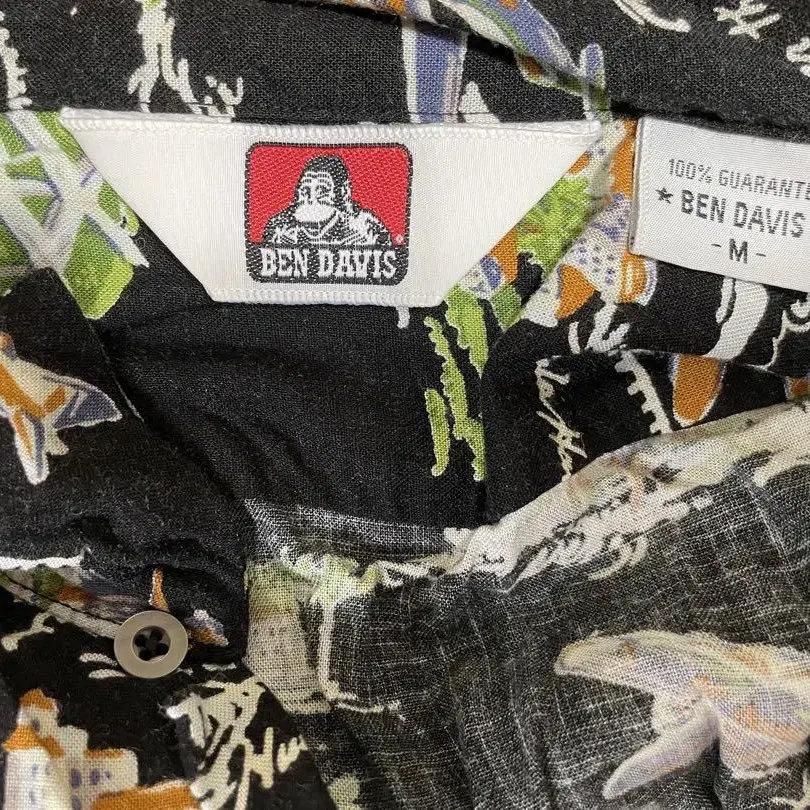 BEN DAVIS
®
100% GUARANTE
★ BEN DAVIS
- M -